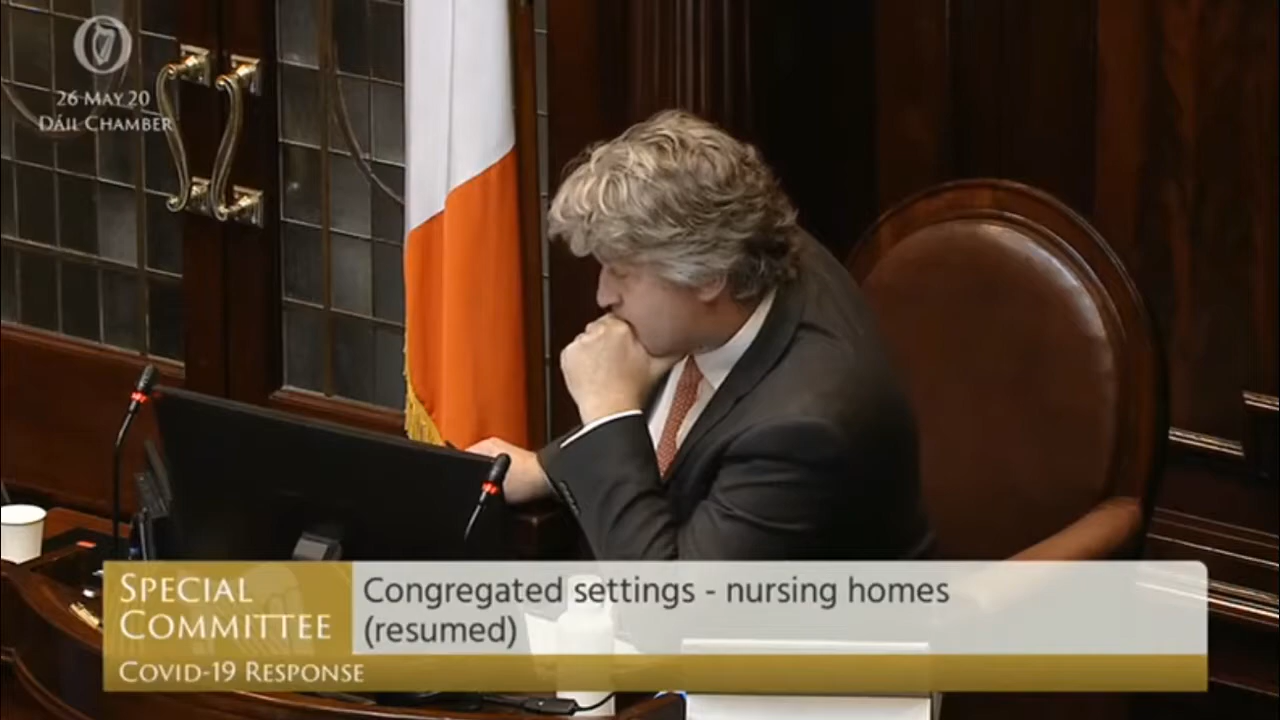 26 May 20
Dáil Chamber
Special
Committee
Congregated settings - nursing homes
(resumed)
Covid-19 Response